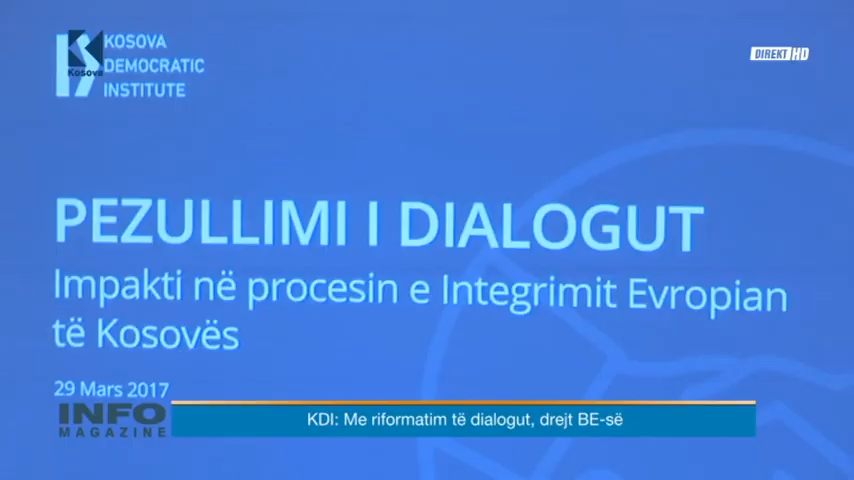 KOSOVA
DEMOCRATIC
INSTITUTE
Kosova
DIREKT HD
PEZULLIMI I DIALOGUT
Impakti në procesin e Integrimit Evropian
të Kosovës
29 Mars 2017
INFO
MAGAZINE
KDI: Me riformatim të dialogut, drejt BE-së